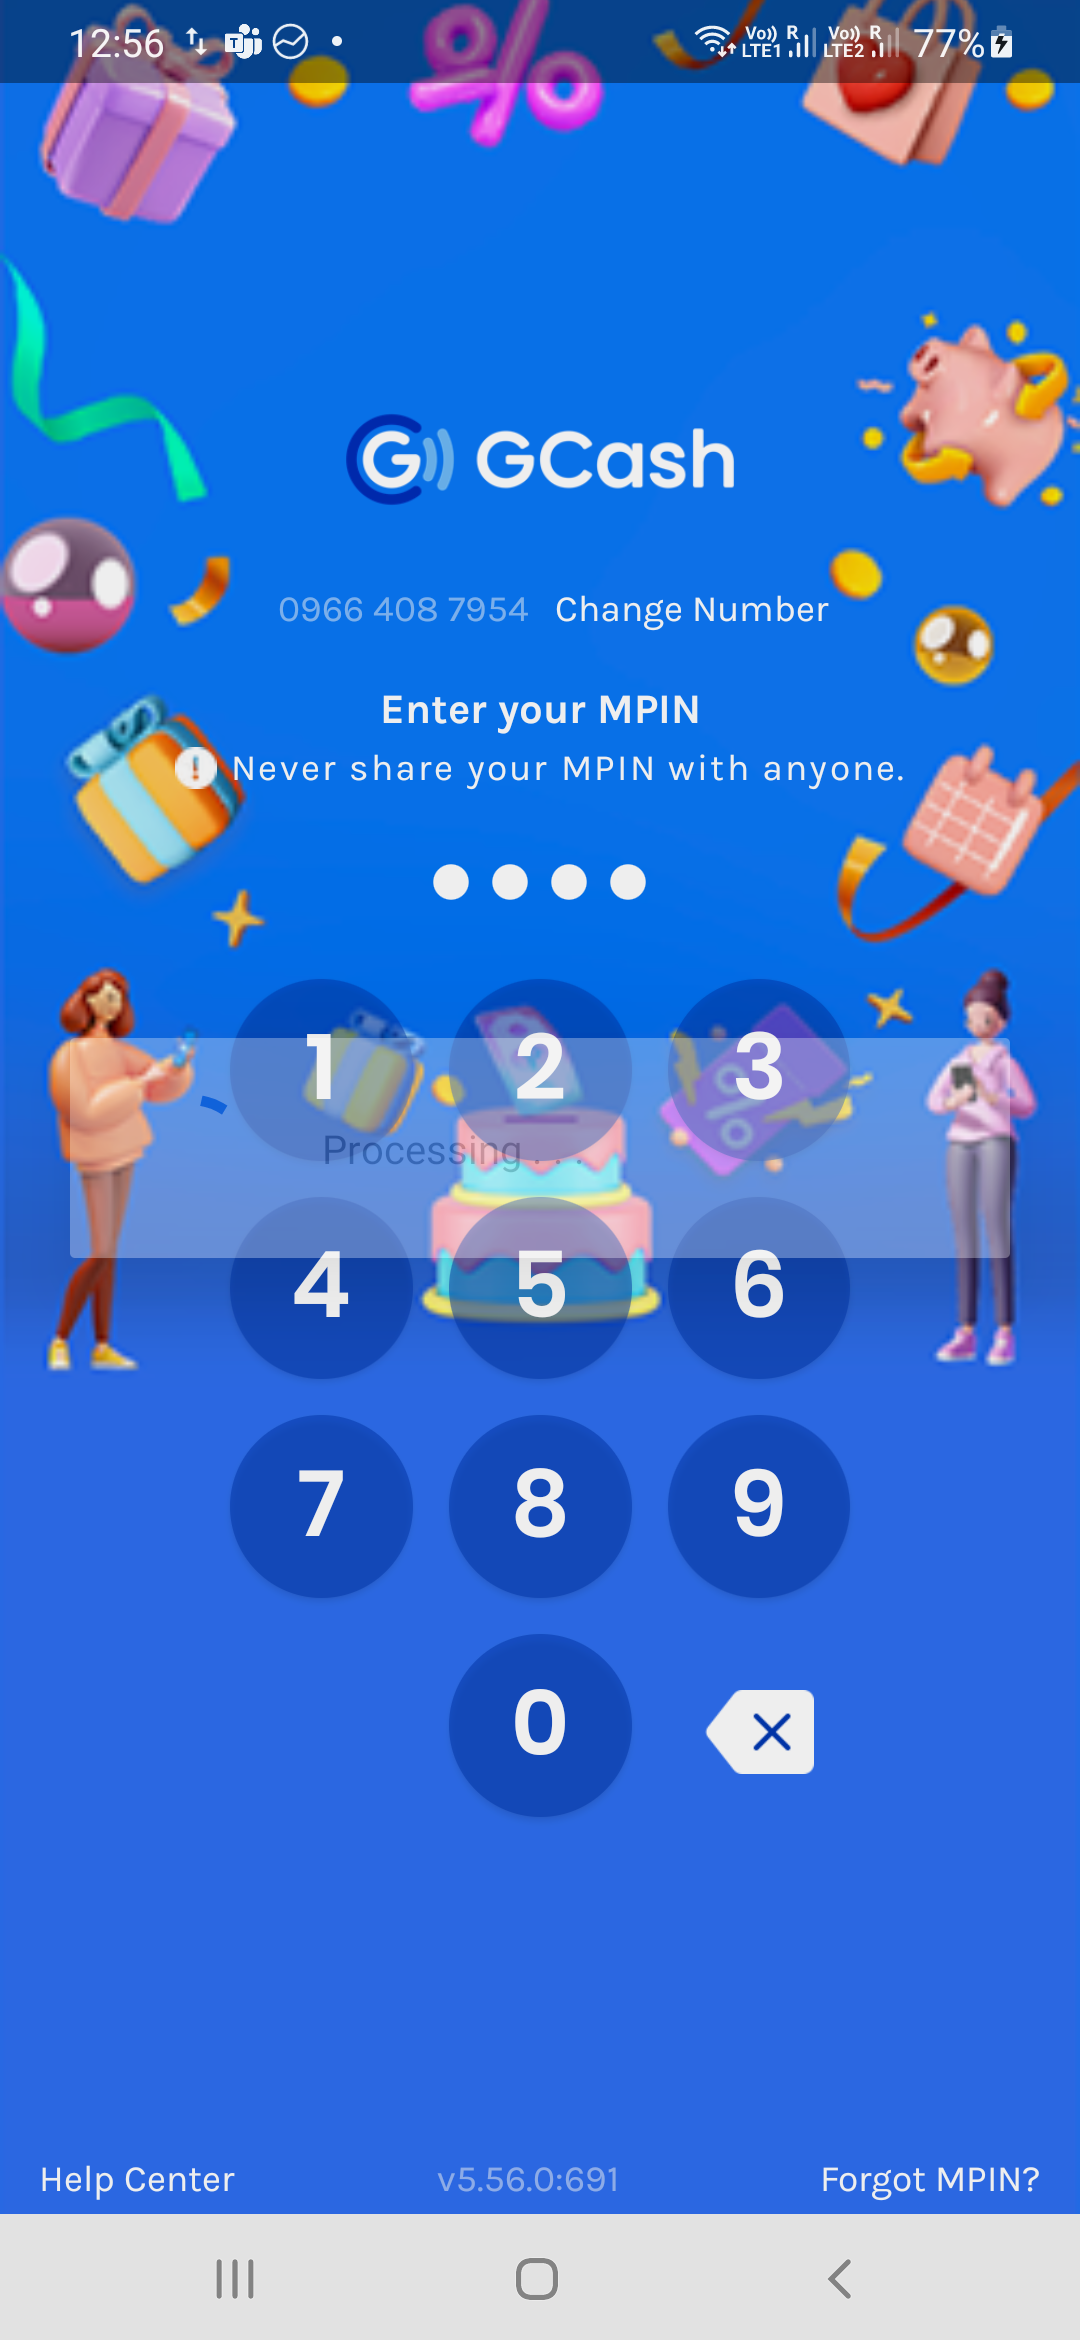 12:56 Vo)) R LTE1 Vo)) R LTE2 77%
GCash
0966 408 7954 Change Number
Enter your MPIN
! Never share your MPIN with anyone.
1 2 3
Processing . . .
4 5 6
7 8 9
0
Help Center v5.56.0:691 Forgot MPIN?